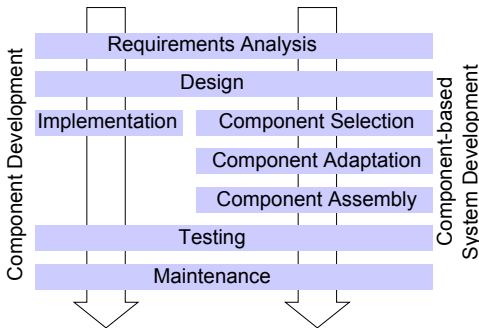 Requirements Analysis
Design
Implementation
Component Selection
Component Adaptation
Component Assembly
Testing
Maintenance
Component Development
Component-based
System Development